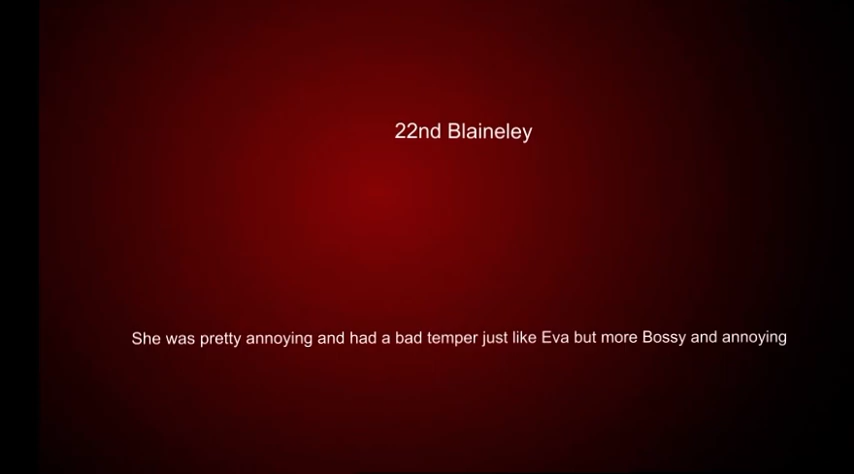 22nd Blaineley
She was pretty annoying and had a bad temper just like Eva but more Bossy and annoying